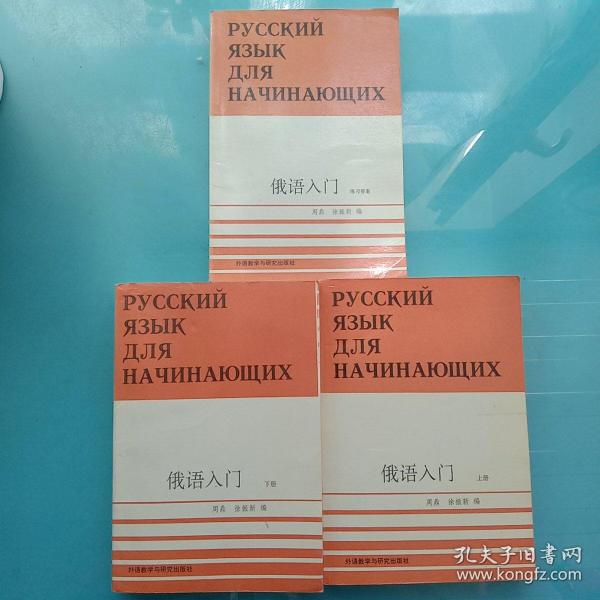 РУССКИЙ
ЯЗЫК
ДЛЯ
НАЧИНАЮЩИХ
俄语入门 练习答案
周鼎 徐振新 编
外语教学与研究出版社
РУССКИЙ
ЯЗЫК
ДЛЯ
НАЧИНАЮЩИХ
俄语入门 下册
周鼎 徐振新 编
外语教学与研究出版社
РУССКИЙ
ЯЗЫК
ДЛЯ
НАЧИНАЮЩИХ
俄语入门 上册
周鼎 徐振新 编
外语教学与研究出版社
孔夫子旧书网
www.kongfz.com